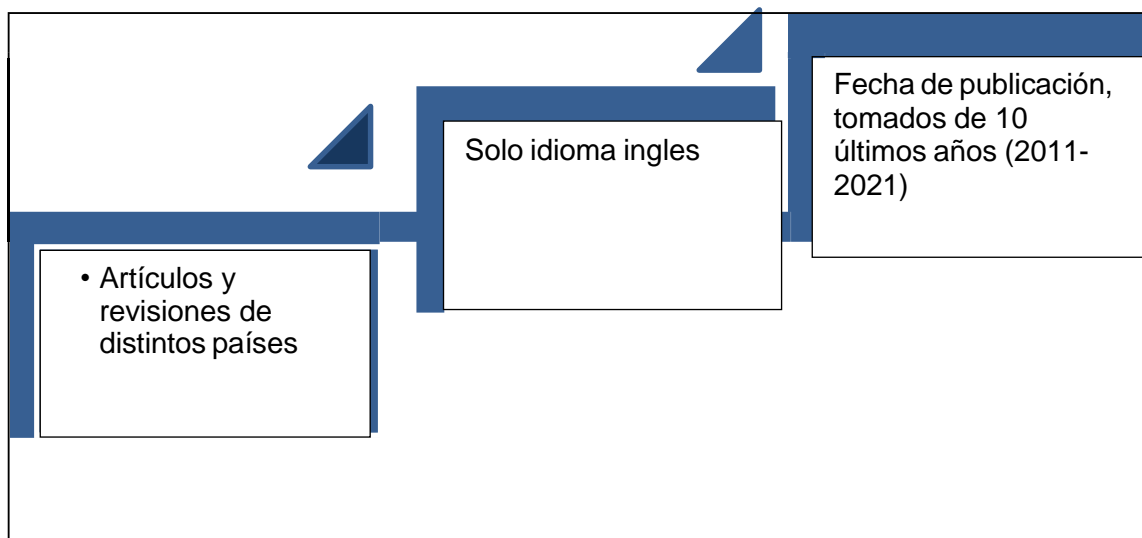 • Artículos y
revisiones de
distintos países
Solo idioma ingles
Fecha de publicación,
tomados de 10
últimos años (2011-
2021)